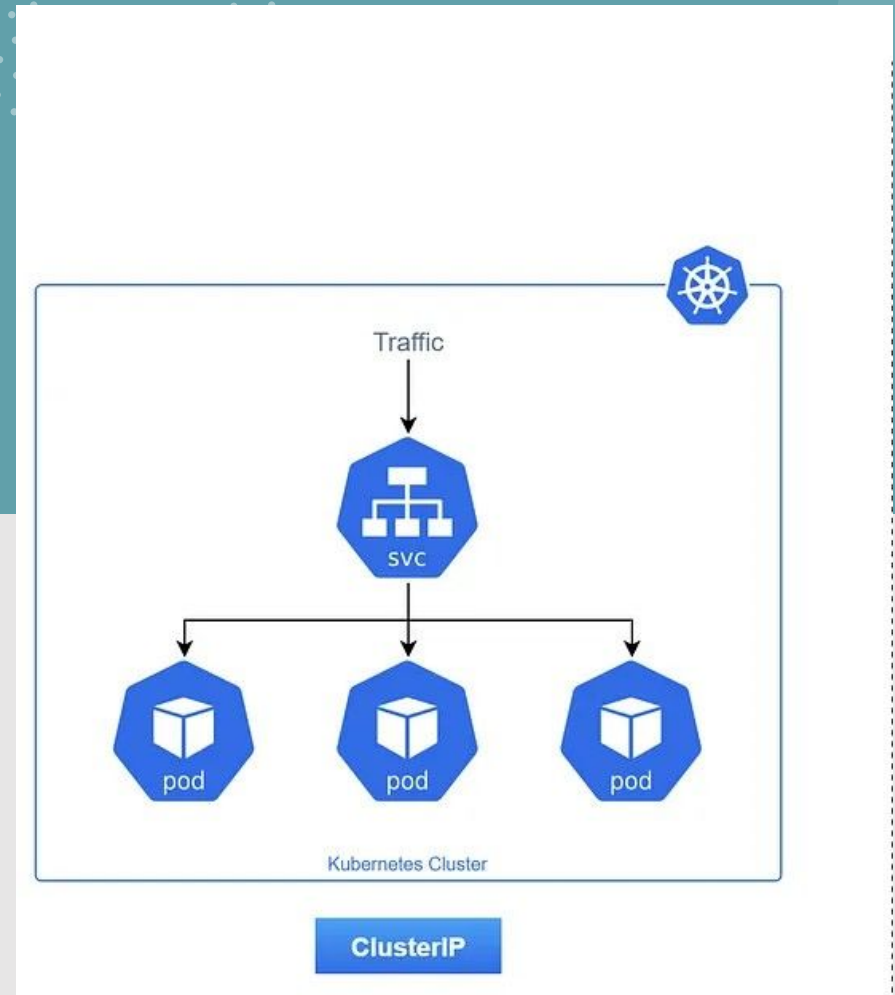 Traffic
svc
pod pod pod
Kubernetes Cluster
ClusterIP